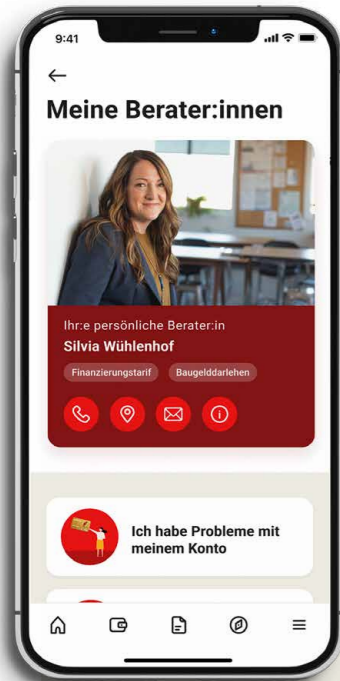 9:41
Meine Berater:innen
Ihr:e persönliche Berater:in
Silvia Wühlenhof
Finanzierungstarif Baugelddarlehen
Ich habe Probleme mit
meinem Konto